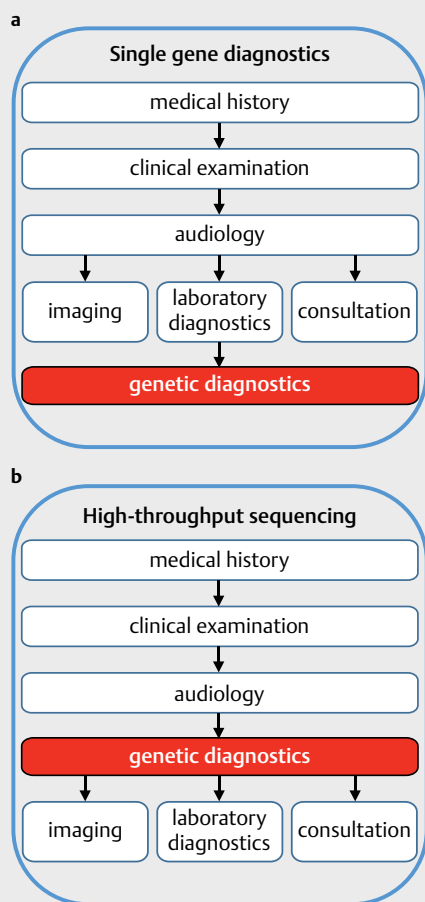 a
Single gene diagnostics
medical history
clinical examination
audiology
imaging
laboratory
diagnostics
consultation
genetic diagnostics
b
High-throughput sequencing
medical history
clinical examination
audiology
genetic diagnostics
imaging
laboratory
diagnostics
consultation